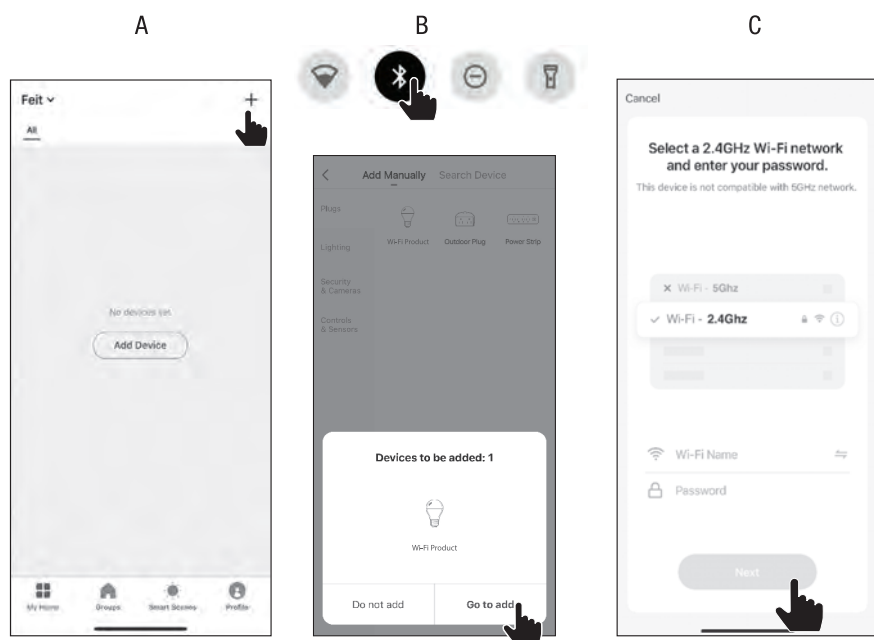 A
Feit
All
No devices yet
Add Device
My Home
Groups
Smart Scenes
Profile
B
Add Manually Search Device
Plugs
Wi-Fi Product Outdoor Plug Power Strip
Lighting
Security
& Cameras
Controls
& Sensors
Devices to be added: 1
Wi-Fi Product
Do not add Go to add
C
Cancel
Select a 2.4GHz Wi-Fi network
and enter your password.
This device is not compatible with 5GHz network.
Wi-Fi - 5Ghz
Wi-Fi - 2.4Ghz
Wi-Fi Name
Password
Next